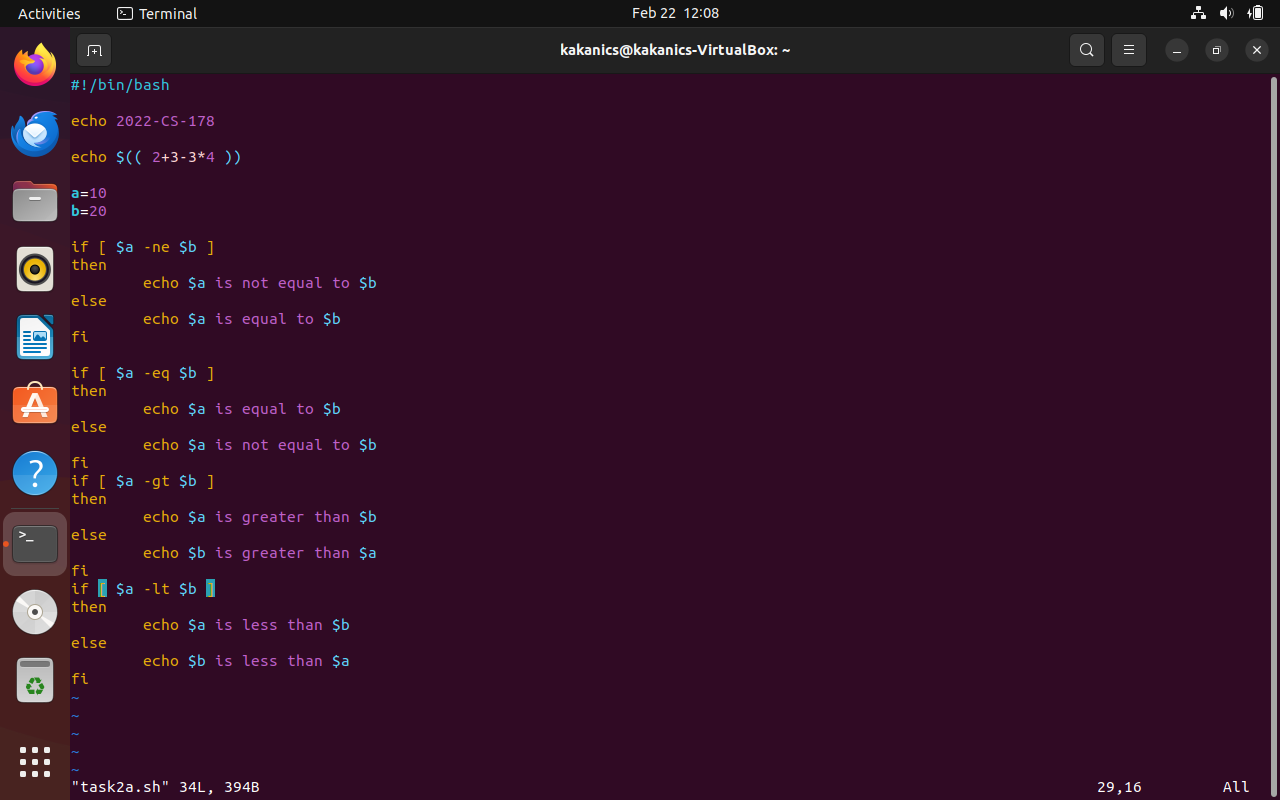 Activities Terminal Feb 22 12:08
kakanics@kakanics-VirtualBox: ~
#!/bin/bash
echo 2022-CS-178
echo $(( 2+3-3*4 ))
a=10
b=20
if [ $a -ne $b ]
then
        echo $a is not equal to $b
else
        echo $a is equal to $b
fi
if [ $a -eq $b ]
then
        echo $a is equal to $b
else
        echo $a is not equal to $b
fi
if [ $a -gt $b ]
then
        echo $a is greater than $b
else
        echo $b is greater than $a
fi
if [ $a -lt $b ]
then
        echo $a is less than $b
else
        echo $b is less than $a
fi
~
~
~
~
~
"task2a.sh" 34L, 394B 29,16 All